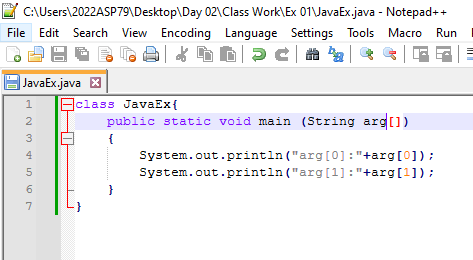 C:\Users\2022ASP79\Desktop\Day 02\Class Work\Ex 01\JavaEx.java - Notepad++
File Edit Search View Encoding Language Settings Tools Macro Run
JavaEx.java
1 class JavaEx{
2 public static void main (String arg[])
3 {
4 System.out.println("arg[0]:"+arg[0]);
5 System.out.println("arg[1]:"+arg[1]);
6 }
7 }